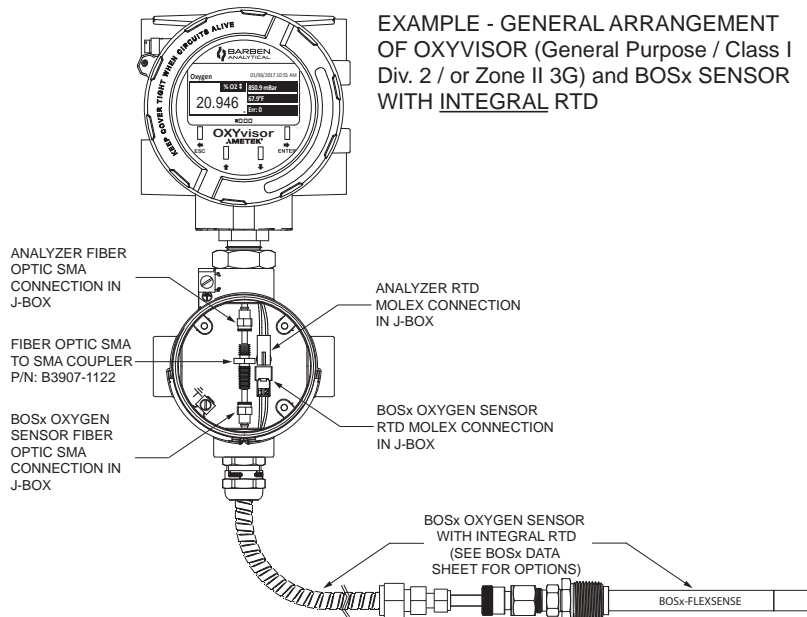 EXAMPLE - GENERAL ARRANGEMENT
OF OXYVISOR (General Purpose / Class I
Div. 2 / or Zone II 3G) and BOSx SENSOR
WITH INTEGRAL RTD
KEEP COVER TIGHT WHEN CIRCUITS ALIVE
BARBEN
ANALYTICAL
Oxygen 01/06/2017 10:55 AM
% O2 ‡ 850.9 mBar
20.946 67.9°F
Err: 0
OXYvisor
AMETEK®
ESC ENTER
ANALYZER FIBER
OPTIC SMA
CONNECTION IN
J-BOX
ANALYZER RTD
MOLEX CONNECTION
IN J-BOX
FIBER OPTIC SMA
TO SMA COUPLER
P/N: B3907-1122
BOSx OXYGEN
SENSOR FIBER
OPTIC SMA
CONNECTION IN
J-BOX
BOSx OXYGEN SENSOR
RTD MOLEX CONNECTION
IN J-BOX
BOSx OXYGEN SENSOR
WITH INTEGRAL RTD
(SEE BOSx DATA
SHEET FOR OPTIONS)
BOSx-FLEXSENSE